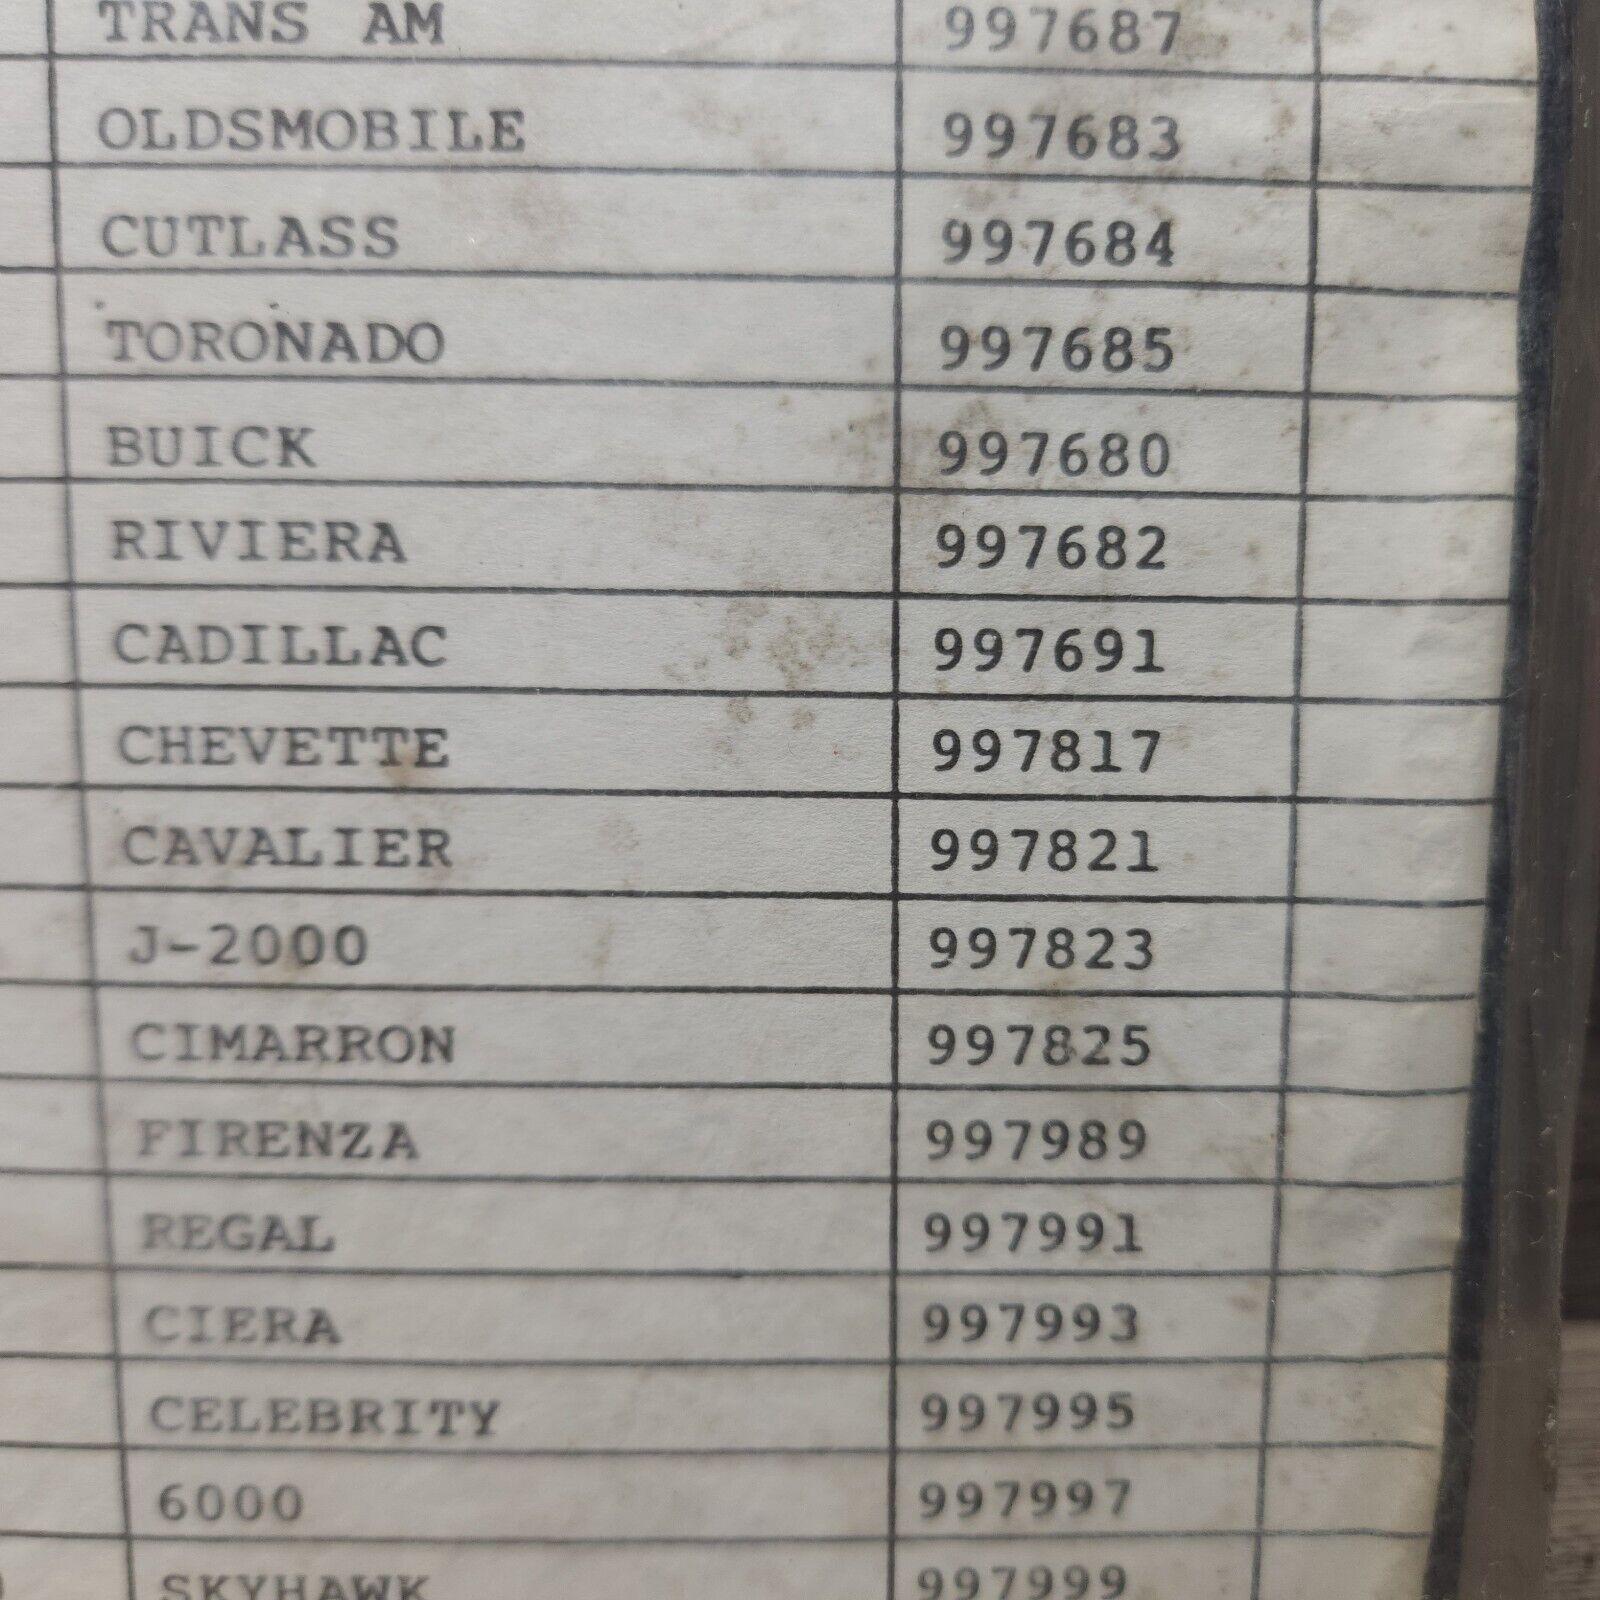 TRANS AM 997687
OLDSMOBILE 997683
CUTLASS 997684
TORONADO 997685
BUICK 997680
RIVIERA 997682
CADILLAC 997691
CHEVETTE 997817
CAVALIER 997821
J-2000 997823
CIMARRON 997825
FIRENZA 997989
REGAL 997991
CIERA 997993
CELEBRITY 997995
6000 997997
SKYHAWK 997999